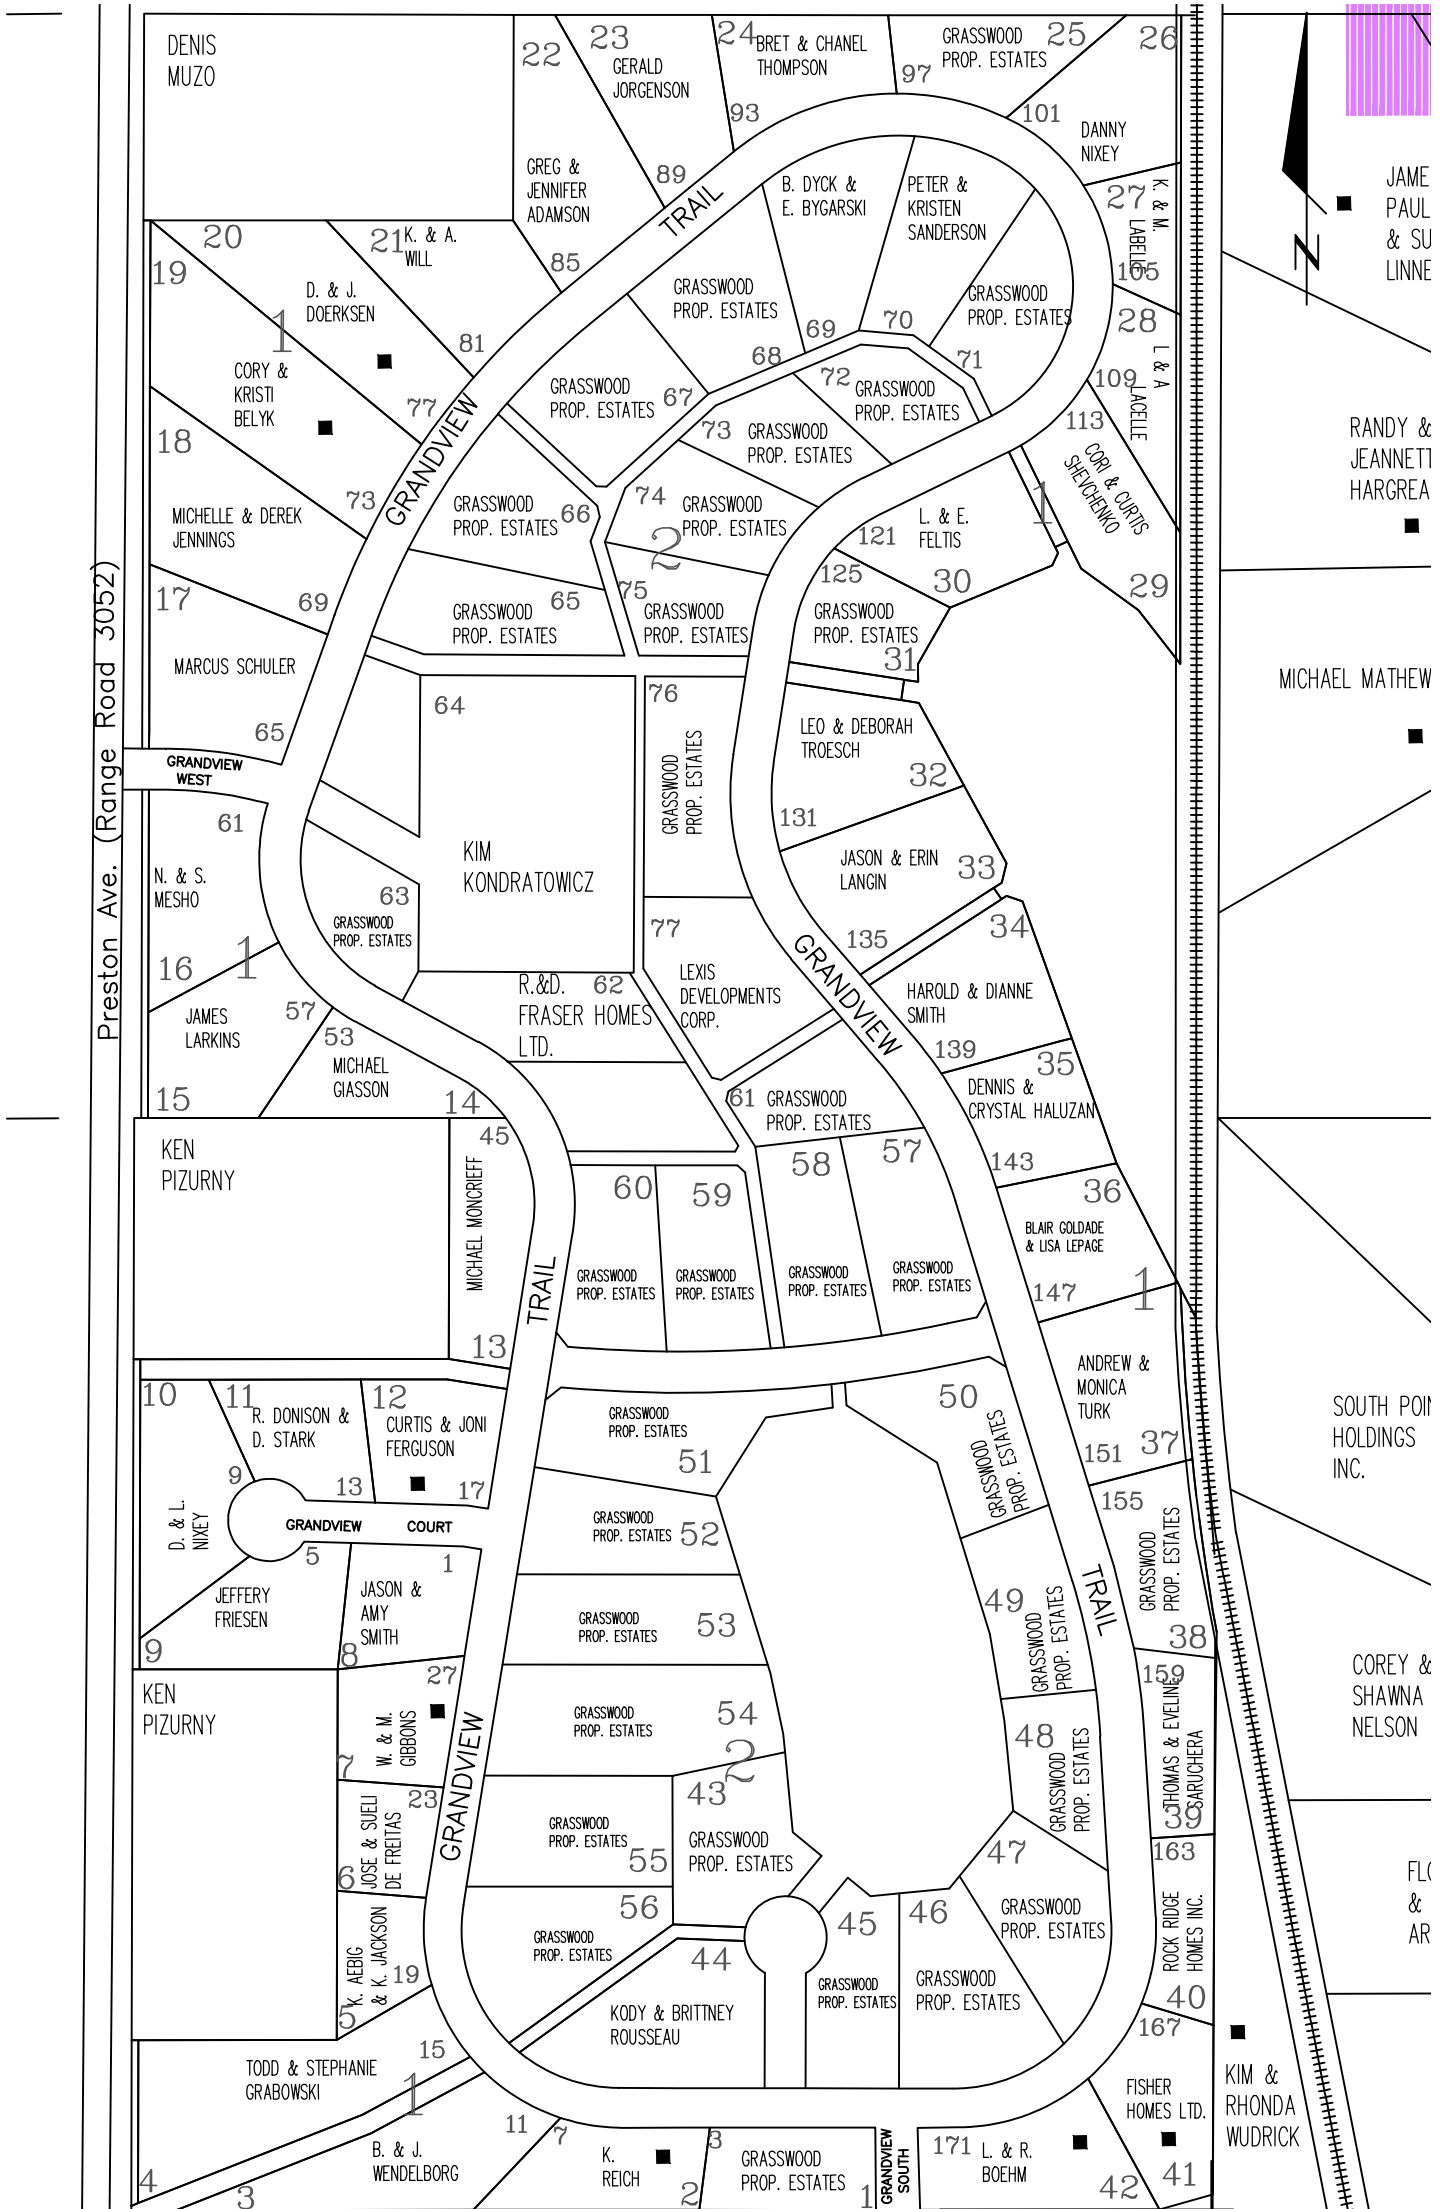 DENIS
MUZO
22
23
GERALD
JORGENSON
24
BRET & CHANEL
THOMPSON
93
97
GRASSWOOD
PROP. ESTATES
25
26
101
DANNY
NIXEY
GREG &
JENNIFER
ADAMSON
89
85
TRAIL
B. DYCK &
E. BYGARSKI
PETER &
KRISTEN
SANDERSON
27
K. & M.
LABELLE
105
N
20
19
21
K. & A.
WILL
D. & J.
DOERKSEN
1
CORY &
KRISTI
BELYK
81
77
GRASSWOOD
PROP. ESTATES
69
68
70
71
GRASSWOOD
PROP. ESTATES
28
L & A
LACELLE
109
GRASSWOOD
PROP. ESTATES
67
72
GRASSWOOD
PROP. ESTATES
73
GRASSWOOD
PROP. ESTATES
113
CORI & CURTIS
SHEVCHENKO
29
18
73
MICHELLE & DEREK
JENNINGS
GRANDVIEW
GRASSWOOD
PROP. ESTATES
66
74
GRASSWOOD
PROP. ESTATES
2
121
L. & E.
FELTIS
1
30
125
17
69
MARCUS SCHULER
65
GRASSWOOD
PROP. ESTATES
65
75
GRASSWOOD
PROP. ESTATES
GRASSWOOD
PROP. ESTATES
31
Preston Ave. (Range Road 3052)
GRANDVIEW
WEST
64
76
GRASSWOOD
PROP. ESTATES
LEO & DEBORAH
TROESCH
32
131
61
N. & S.
MESHO
16
1
63
GRASSWOOD
PROP. ESTATES
KIM
KONDRATOWICZ
JASON & ERIN
LANGIN
33
135
77
LEXIS
DEVELOPMENTS
CORP.
GRANDVIEW
34
HAROLD & DIANNE
SMITH
139
JAMES
LARKINS
57
15
53
MICHAEL
GIASSON
14
R.&D.
62
FRASER HOMES
LTD.
35
DENNIS &
CRYSTAL HALUZAN
143
61
GRASSWOOD
PROP. ESTATES
KEN
PIZURNY
45
MICHAEL MONCRIEFF
13
TRAIL
60
GRASSWOOD
PROP. ESTATES
59
GRASSWOOD
PROP. ESTATES
58
GRASSWOOD
PROP. ESTATES
57
GRASSWOOD
PROP. ESTATES
36
BLAIR GOLDADE
& LISA LEPAGE
147
1
10
11
R. DONISON &
D. STARK
12
CURTIS & JONI
FERGUSON
9
13
17
D. & L.
NIXEY
GRANDVIEW COURT
5
1
JEFFERY
FRIESEN
JASON &
AMY
SMITH
9
8
GRASSWOOD
PROP. ESTATES
51
GRASSWOOD
PROP. ESTATES
52
GRASSWOOD
PROP. ESTATES
53
GRASSWOOD
PROP. ESTATES
54
2
50
GRASSWOOD
PROP. ESTATES
49
GRASSWOOD
PROP. ESTATES
48
GRASSWOOD
PROP. ESTATES
47
GRASSWOOD
PROP. ESTATES
ANDREW &
MONICA
TURK
151
37
155
GRASSWOOD
PROP. ESTATES
TRAIL
38
159
THOMAS & EVELINE
SARUCHERA
39
163
ROCK RIDGE
HOMES INC.
40
167
KEN
PIZURNY
27
W. & M.
GIBBONS
7
23
JOSE & SUELI
DE FREITAS
6
K. AEBIG
& K. JACKSON
19
5
GRANDVIEW
GRASSWOOD
PROP. ESTATES
55
43
GRASSWOOD
PROP. ESTATES
56
GRASSWOOD
PROP. ESTATES
44
KODY & BRITTNEY
ROUSSEAU
45
GRASSWOOD
PROP. ESTATES
46
GRASSWOOD
PROP. ESTATES
15
TODD & STEPHANIE
GRABOWSKI
1
4
3
11
B. & J.
WENDELBORG
7
K.
REICH
2
3
GRASSWOOD
PROP. ESTATES
1
GRANDVIEW
SOUTH
171
L. & R.
BOEHM
42
FISHER
HOMES LTD.
41
KIM &
RHONDA
WUDRICK
JAME
PAUL
& SU
LINNE
RANDY &
JEANNETT
HARGREA
MICHAEL MATHEW
SOUTH POI
HOLDINGS
INC.
COREY &
SHAWNA
NELSON
FLO
&
AR